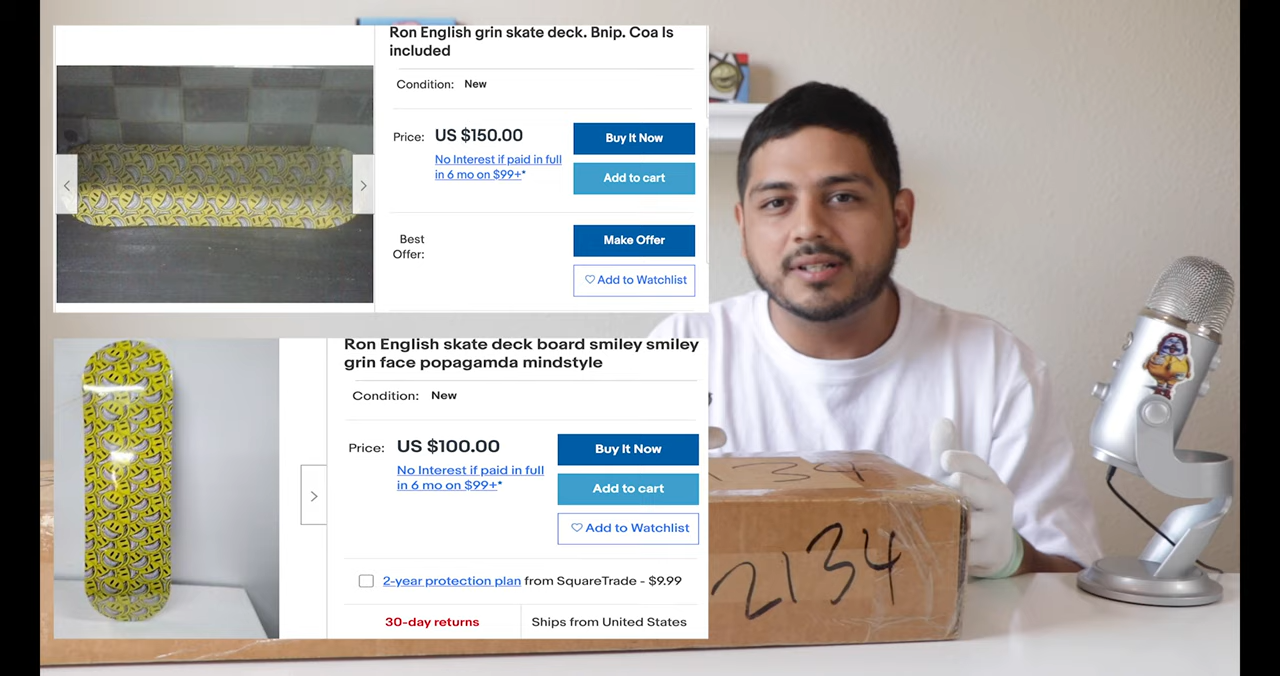 Ron English grin skate deck. Bnip. Coa Is
included
Condition: New
Price: US $150.00
Buy It Now
No Interest if paid in full
in 6 mo on $99+*
Add to cart
Best
Offer:
Make Offer
Add to Watchlist
Ron English skate deck board smiley smiley
grin face popagamda mindstyle
Condition: New
Price: US $100.00
Buy It Now
No Interest if paid in full
in 6 mo on $99+*
Add to cart
Add to Watchlist
2-year protection plan from SquareTrade - $9.99
30-day returns
Ships from United States
134
2134